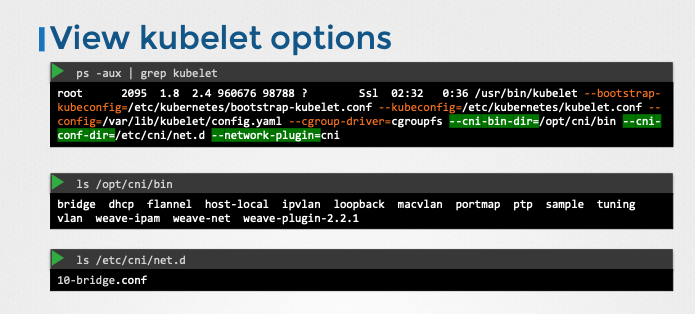 View kubelet options
ps -aux | grep kubelet
root      2095  1.8  2.4 960676 98788 ?        Ssl  02:32   0:36 /usr/bin/kubelet --bootstrap-
kubeconfig=/etc/kubernetes/bootstrap-kubelet.conf --kubeconfig=/etc/kubernetes/kubelet.conf --
config=/var/lib/kubelet/config.yaml --cgroup-driver=cgroupfs --cni-bin-dir=/opt/cni/bin --cni-
conf-dir=/etc/cni/net.d --network-plugin=cni
ls /opt/cni/bin
bridge  dhcp  flannel  host-local  ipvlan  loopback  macvlan  portmap  ptp  sample  tuning
vlan  weave-ipam  weave-net  weave-plugin-2.2.1
ls /etc/cni/net.d
10-bridge.conf